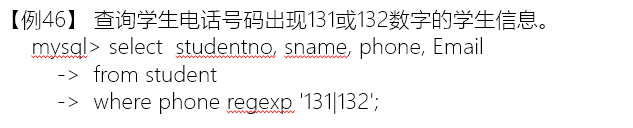 【例46】 查询学生电话号码出现131或132数字的学生信息。
mysql> select studentno, sname, phone, Email
-> from student
-> where phone regexp '131|132';